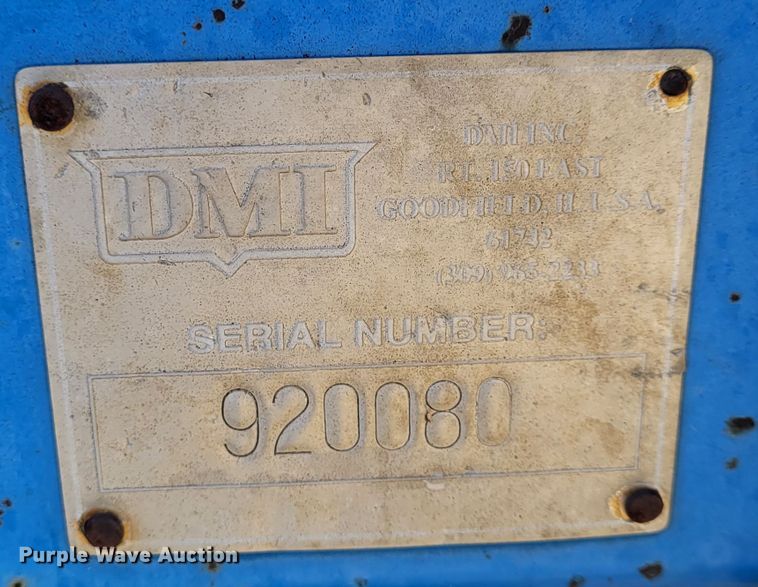 DMI
DMI INC.
RT. 150 EAST
GOODFIELD, IL U.S.A.
61742
(309) 965-2233
SERIAL NUMBER:
920080
Purple Wave Auction